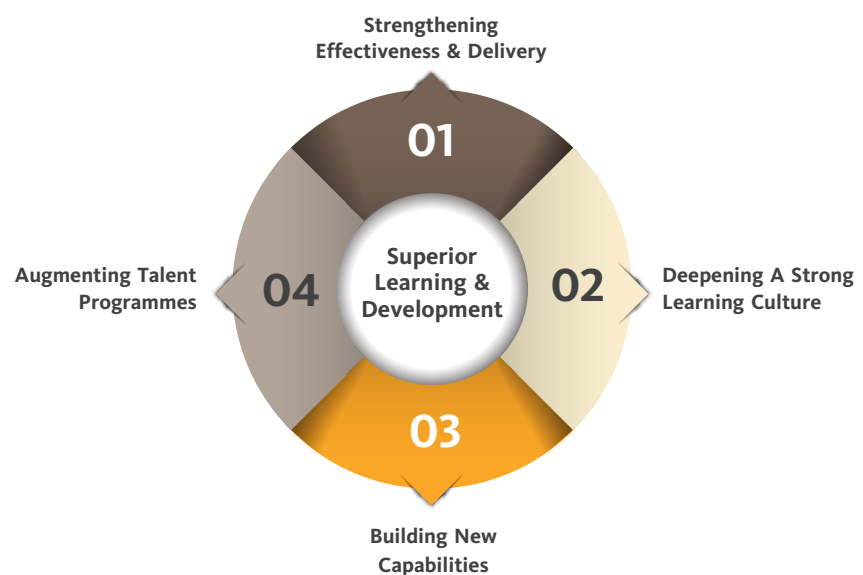 Strengthening
Effectiveness & Delivery
01
Superior
Learning &
Development
02
Deepening A Strong
Learning Culture
03
Building New
Capabilities
04
Augmenting Talent
Programmes